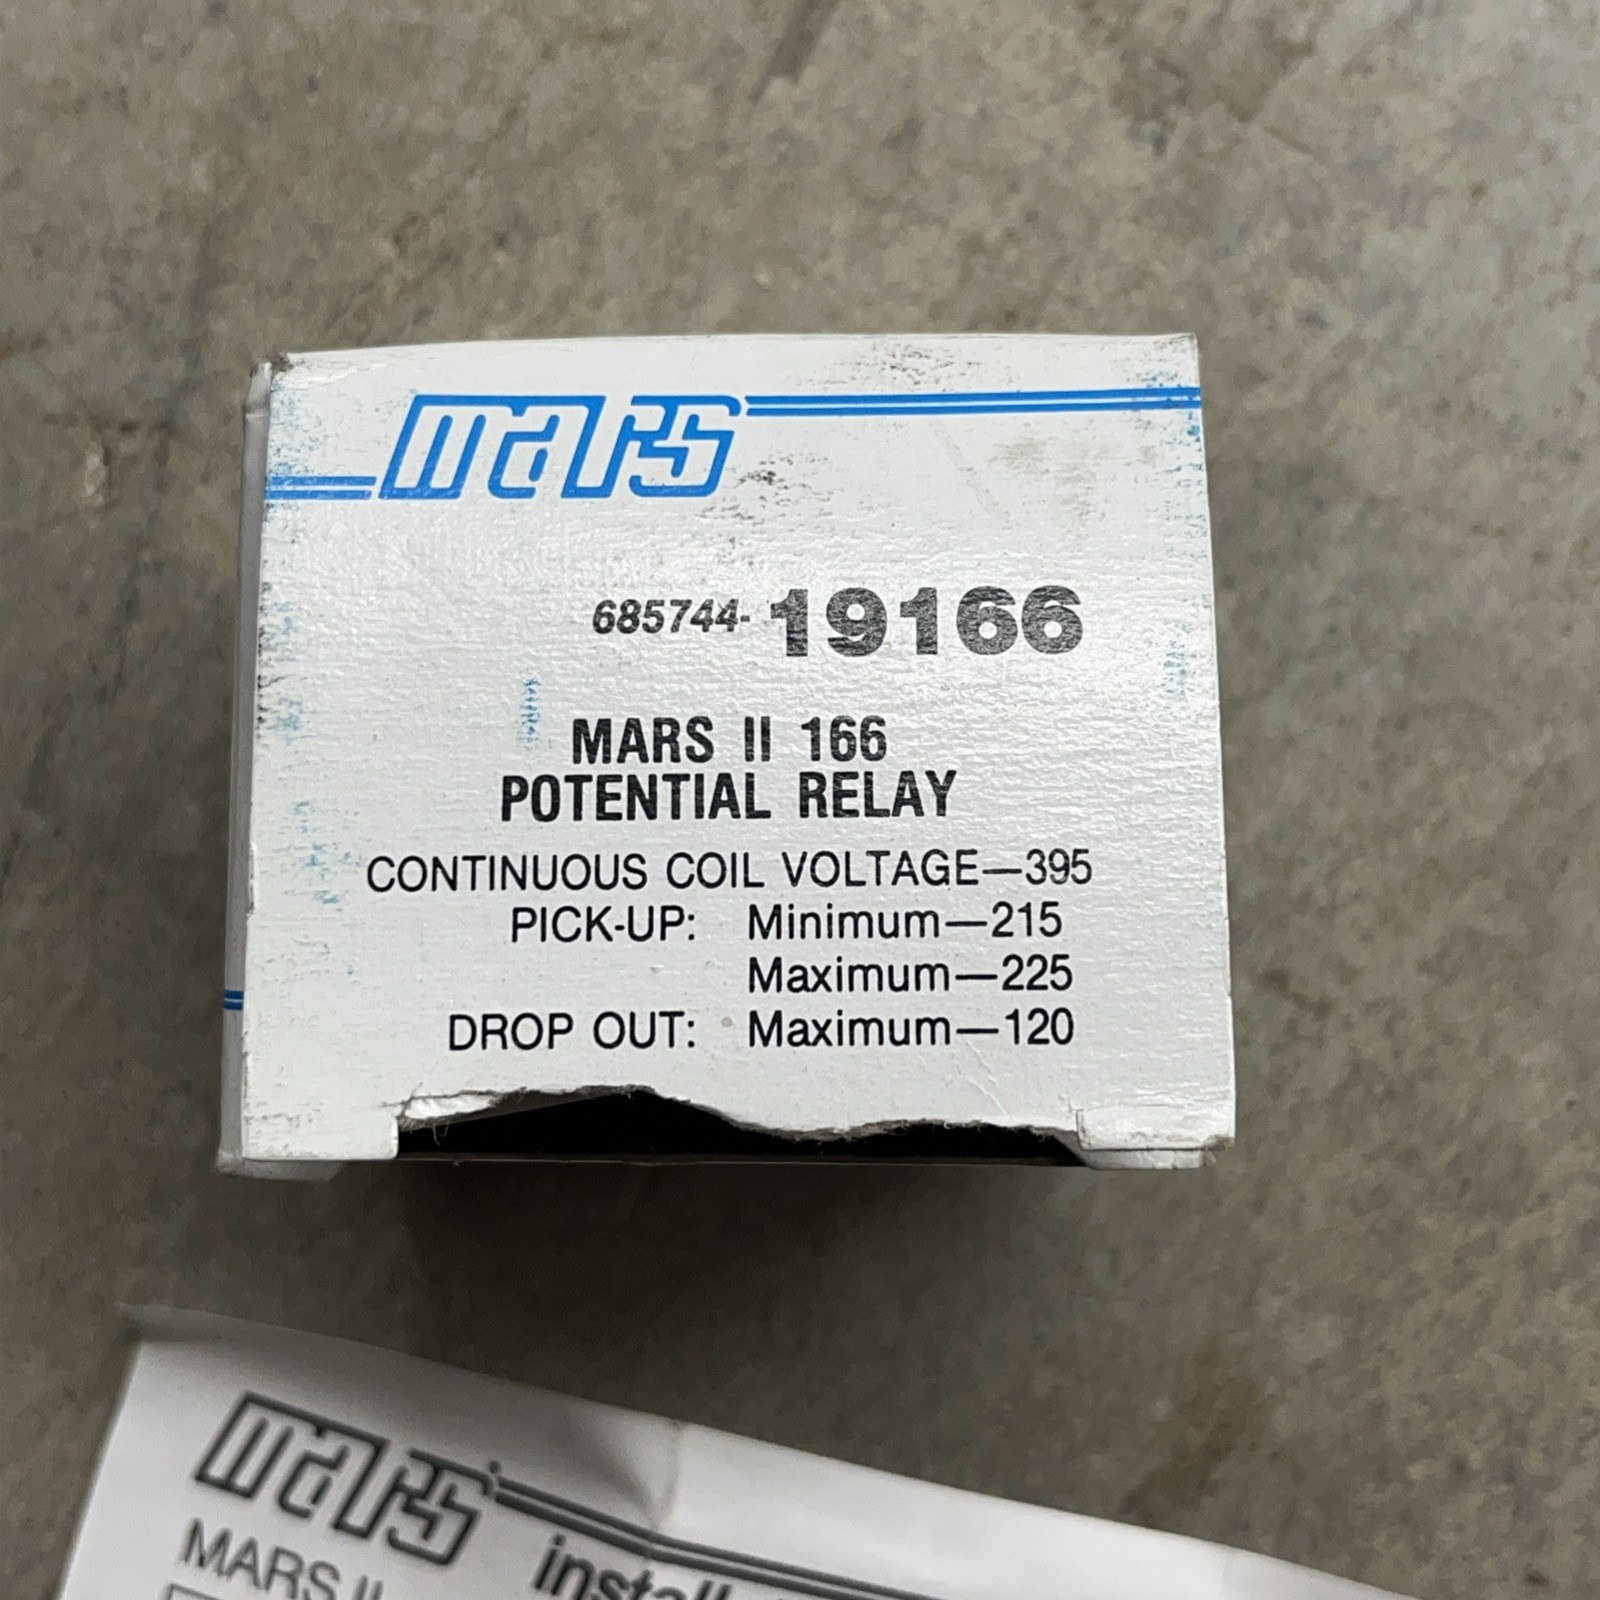 mars
685744-19166
MARS II 166
POTENTIAL RELAY
CONTINUOUS COIL VOLTAGE—395
PICK-UP: Minimum—215
Maximum—225
DROP OUT: Maximum—120
mars
MARS II